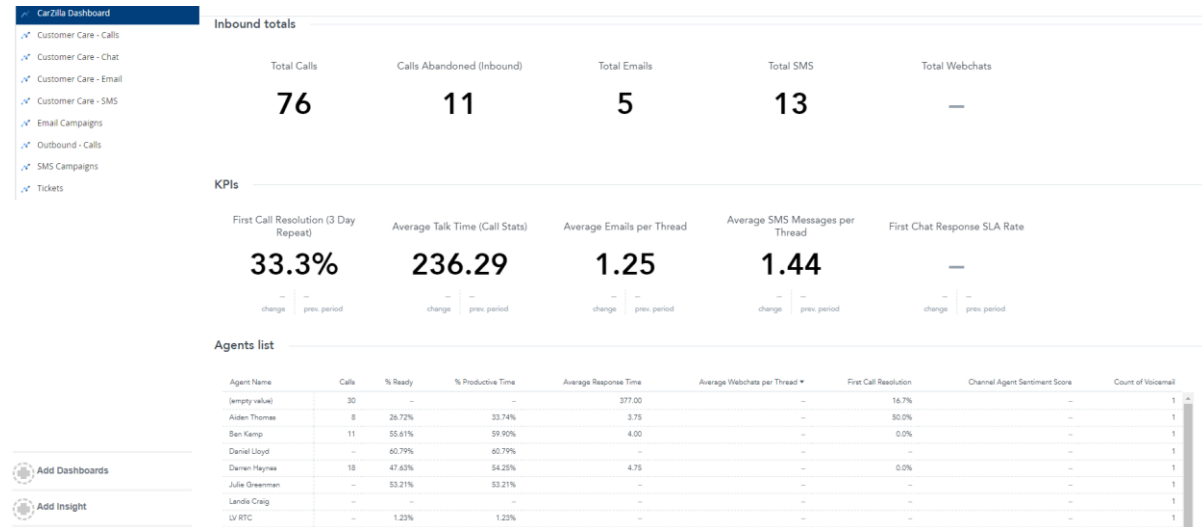 CarZilla Dashboard
Customer Care - Calls
Customer Care - Chat
Customer Care - Email
Customer Care - SMS
Email Campaigns
Outbound - Calls
SMS Campaigns
Tickets
Add Dashboards
Add Insight
Inbound totals
Total Calls Calls Abandoned (Inbound) Total Emails Total SMS Total Webchats
76 11 5 13 –
KPIs
First Call Resolution (3 Day Repeat) Average Talk Time (Call Stats) Average Emails per Thread Average SMS Messages per Thread First Chat Response SLA Rate
33.3% 236.29 1.25 1.44 –
– – – – – – – – – –
change prev. period change prev. period change prev. period change prev. period change prev. period
Agents list
Agent Name Calls % Ready % Productive Time Average Response Time Average Webchats per Thread ▼ First Call Resolution Channel Agent Sentiment Score Count of Voicemail
(empty value) 30 – – 377.00 – 16.7% – 1
Aiden Thomas 8 26.72% 33.74% 3.75 – 50.0% – 1
Ben Kamp 11 55.61% 59.90% 4.00 – 0.0% – 1
Daniel Lloyd – 60.79% 60.79% – – – – 1
Darren Haynes 18 47.63% 54.25% 4.75 – 0.0% – 1
Julie Greenman – 53.21% 53.21% – – – – 1
Landis Craig – – – – – – – 1
LV RTC – 1.23% 1.23% – – – – 1